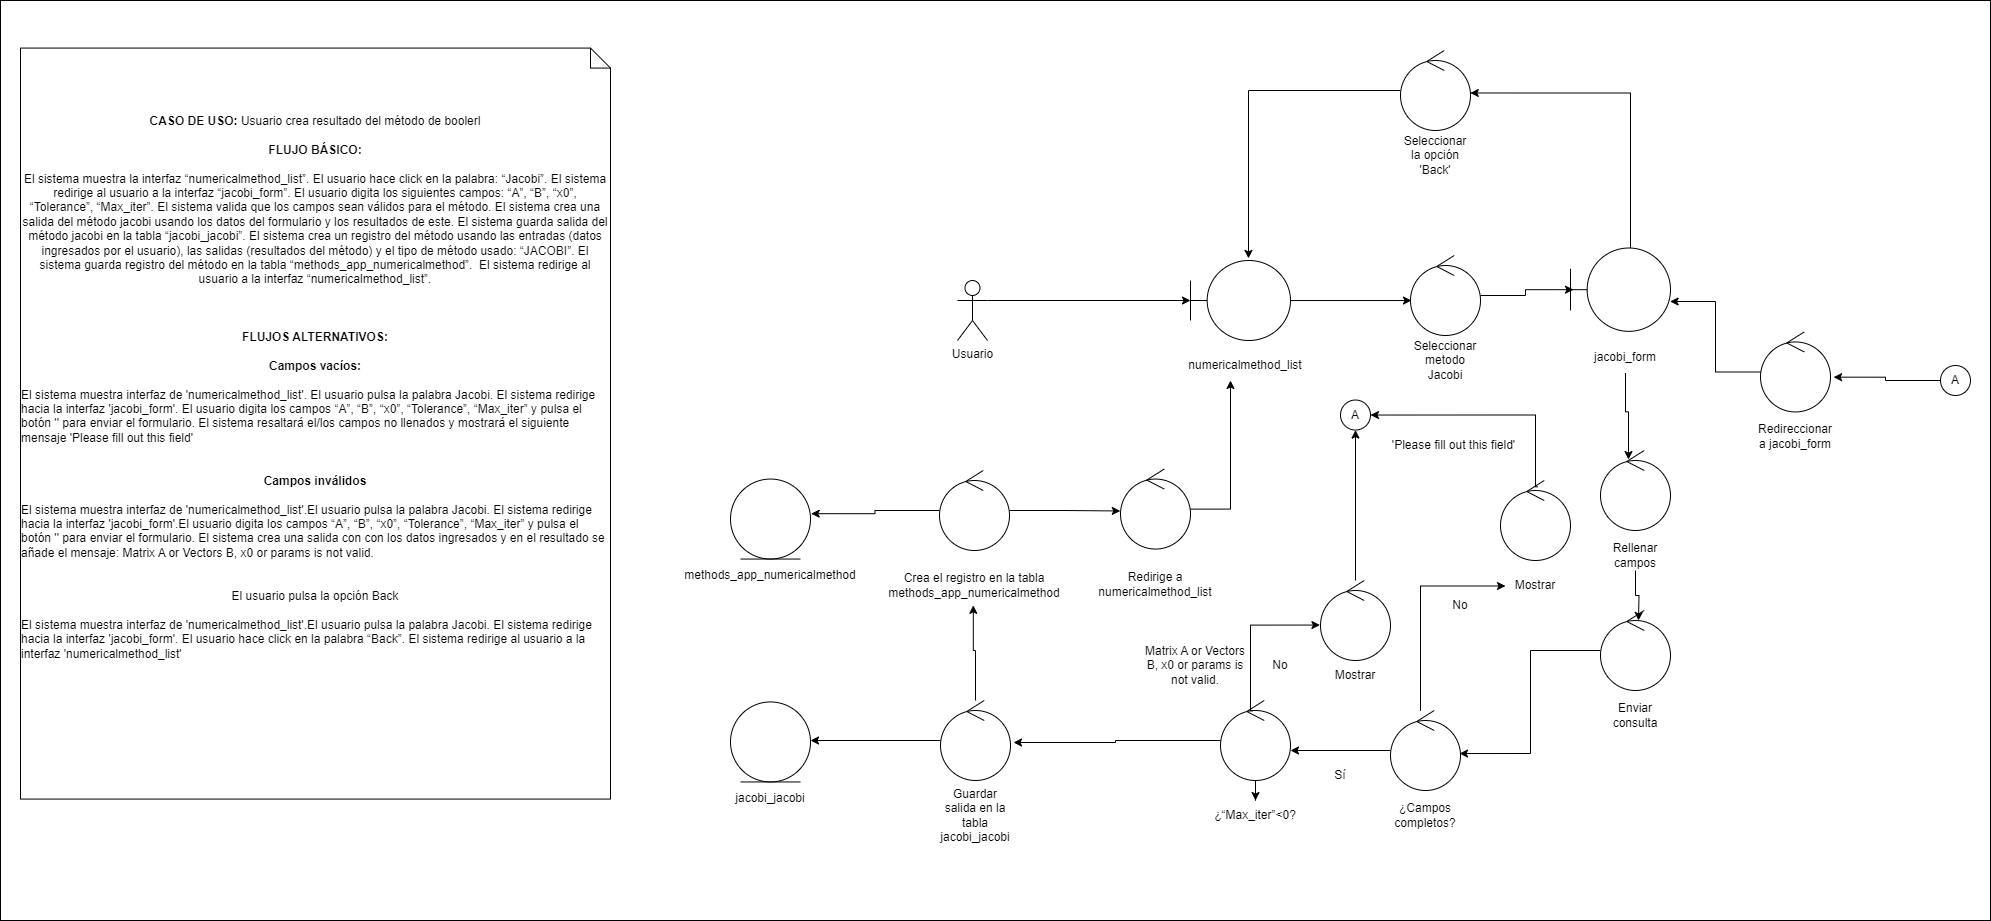 CASO DE USO: Usuario crea resultado del método de boolerl
FLUJO BÁSICO:
El sistema muestra la interfaz “numericalmethod_list”. El usuario hace click en la palabra: “Jacobi”. El sistema
redirige al usuario a la interfaz “jacobi_form”. El usuario digita los siguientes campos: “A”, “B”, “x0”,
“Tolerance”, “Max_iter”. El sistema valida que los campos sean válidos para el método. El sistema crea una
salida del método jacobi usando los datos del formulario y los resultados de este. El sistema guarda salida del
método jacobi en la tabla “jacobi_jacobi”. El sistema crea un registro del método usando las entradas (datos
ingresados por el usuario), las salidas (resultados del método) y el tipo de método usado: “JACOBI”. El
sistema guarda registro del método en la tabla “methods_app_numericalmethod”.  El sistema redirige al
usuario a la interfaz “numericalmethod_list”.
FLUJOS ALTERNATIVOS:
Campos vacíos:
El sistema muestra interfaz de 'numericalmethod_list'. El usuario pulsa la palabra Jacobi. El sistema redirige
hacia la interfaz 'jacobi_form'. El usuario digita los campos “A”, “B”, “x0”, “Tolerance”, “Max_iter” y pulsa el
botón '' para enviar el formulario. El sistema resaltará el/los campos no llenados y mostrará el siguiente
mensaje 'Please fill out this field'
Campos inválidos
El sistema muestra interfaz de 'numericalmethod_list'.El usuario pulsa la palabra Jacobi. El sistema redirige
hacia la interfaz 'jacobi_form'.El usuario digita los campos “A”, “B”, “x0”, “Tolerance”, “Max_iter” y pulsa el
botón '' para enviar el formulario. El sistema crea una salida con con los datos ingresados y en el resultado se
añade el mensaje: Matrix A or Vectors B, x0 or params is not valid.
El usuario pulsa la opción Back
El sistema muestra interfaz de 'numericalmethod_list'.El usuario pulsa la palabra Jacobi. El sistema redirige
hacia la interfaz 'jacobi_form'. El usuario hace click en la palabra “Back”. El sistema redirige al usuario a la
interfaz 'numericalmethod_list'
Seleccionar
la opción
'Back'
Usuario
numericalmethod_list
Seleccionar
metodo
Jacobi
jacobi_form
A
Redireccionar
a jacobi_form
A
'Please fill out this field'
methods_app_numericalmethod
Crea el registro en la tabla
methods_app_numericalmethod
Redirige a
numericalmethod_list
Mostrar
Rellenar
campos
No
Matrix A or Vectors
B, x0 or params is
not valid.
No
Mostrar
Enviar
consulta
Sí
jacobi_jacobi
Guardar
salida en la
tabla
jacobi_jacobi
¿“Max_iter”<0?
¿Campos
completos?